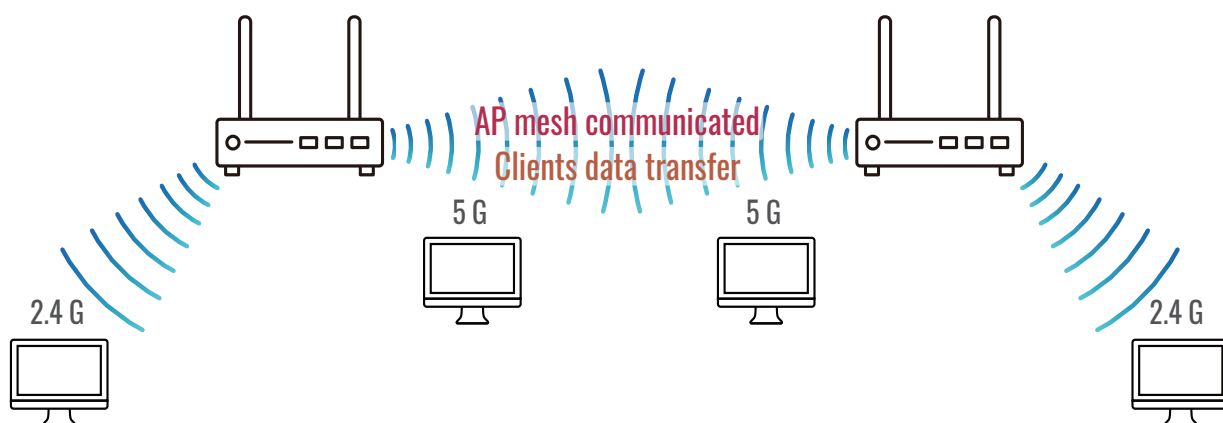 AP mesh communicated
Clients data transfer
5 G
5 G
2.4 G
2.4 G